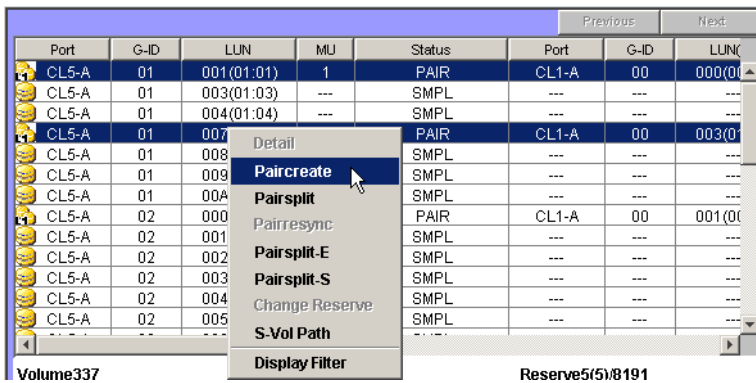 Previous Next
Port G-ID LUN MU Status Port G-ID LUN(
CL5-A 01 001(01:01) 1 PAIR CL1-A 00 000(00
CL5-A 01 003(01:03) --- SMPL --- --- ---
CL5-A 01 004(01:04) --- SMPL --- --- ---
CL5-A 01 007 PAIR CL1-A 00 003(01
CL5-A 01 008 SMPL --- --- ---
CL5-A 01 009 SMPL --- --- ---
CL5-A 01 00A SMPL --- --- ---
CL5-A 02 000 PAIR CL1-A 00 001(00
CL5-A 02 001 SMPL --- --- ---
CL5-A 02 002 SMPL --- --- ---
CL5-A 02 003 SMPL --- --- ---
CL5-A 02 004 SMPL --- --- ---
CL5-A 02 005 SMPL --- --- ---
Detail
Paircreate
Pairsplit
Pairresync
Pairsplit-E
Pairsplit-S
Change Reserve
S-Vol Path
Display Filter
Volume337 Reserve5(5)/8191